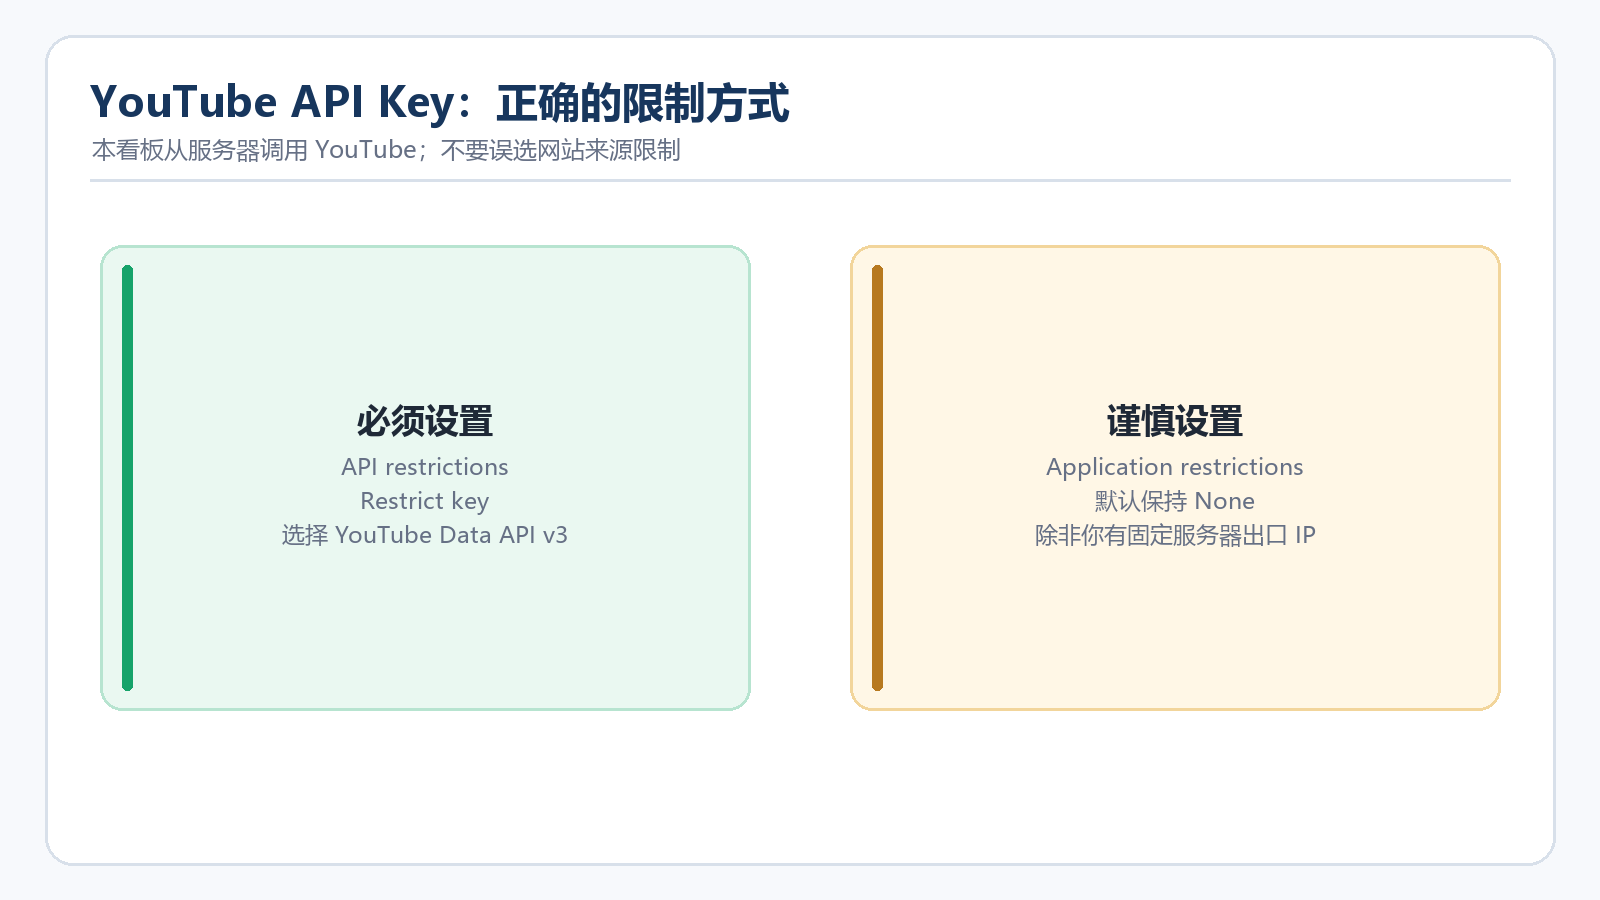 YouTube API Key：正确的限制方式
本看板从服务器调用 YouTube；不要误选网站来源限制
必须设置
API restrictions
Restrict key
选择 YouTube Data API v3
谨慎设置
Application restrictions
默认保持 None
除非你有固定服务器出口 IP